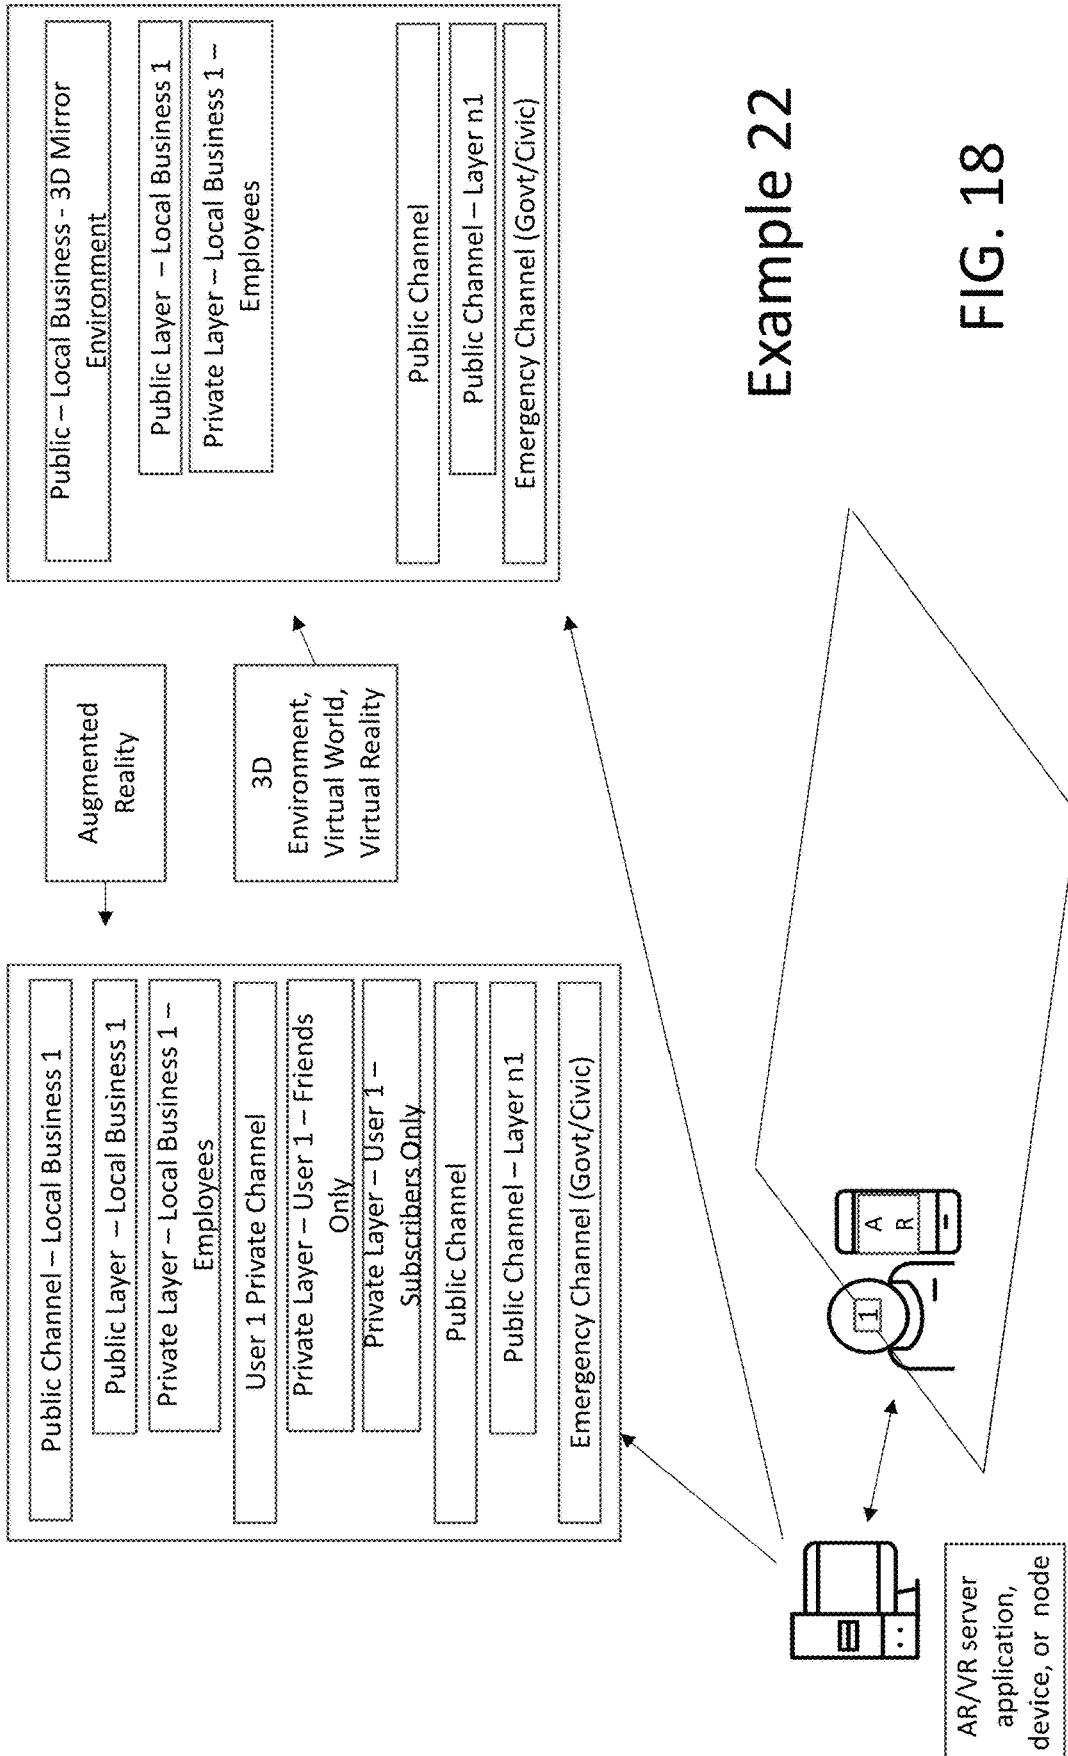 Public Channel – Local Business 1
Public Layer – Local Business 1
Private Layer – Local Business 1 –
Employees
User 1 Private Channel
Private Layer – User 1 – Friends
Only
Private Layer – User 1 –
Subscribers Only
Public Channel
Public Channel – Layer n1
Emergency Channel (Govt/Civic)
Augmented
Reality
3D
Environment,
Virtual World,
Virtual Reality
Public – Local Business - 3D Mirror
Environment
Public Layer – Local Business 1
Private Layer – Local Business 1 –
Employees
Public Channel
Public Channel – Layer n1
Emergency Channel (Govt/Civic)
AR/VR server
application,
device, or node
1
A
R
Example 22
FIG. 18